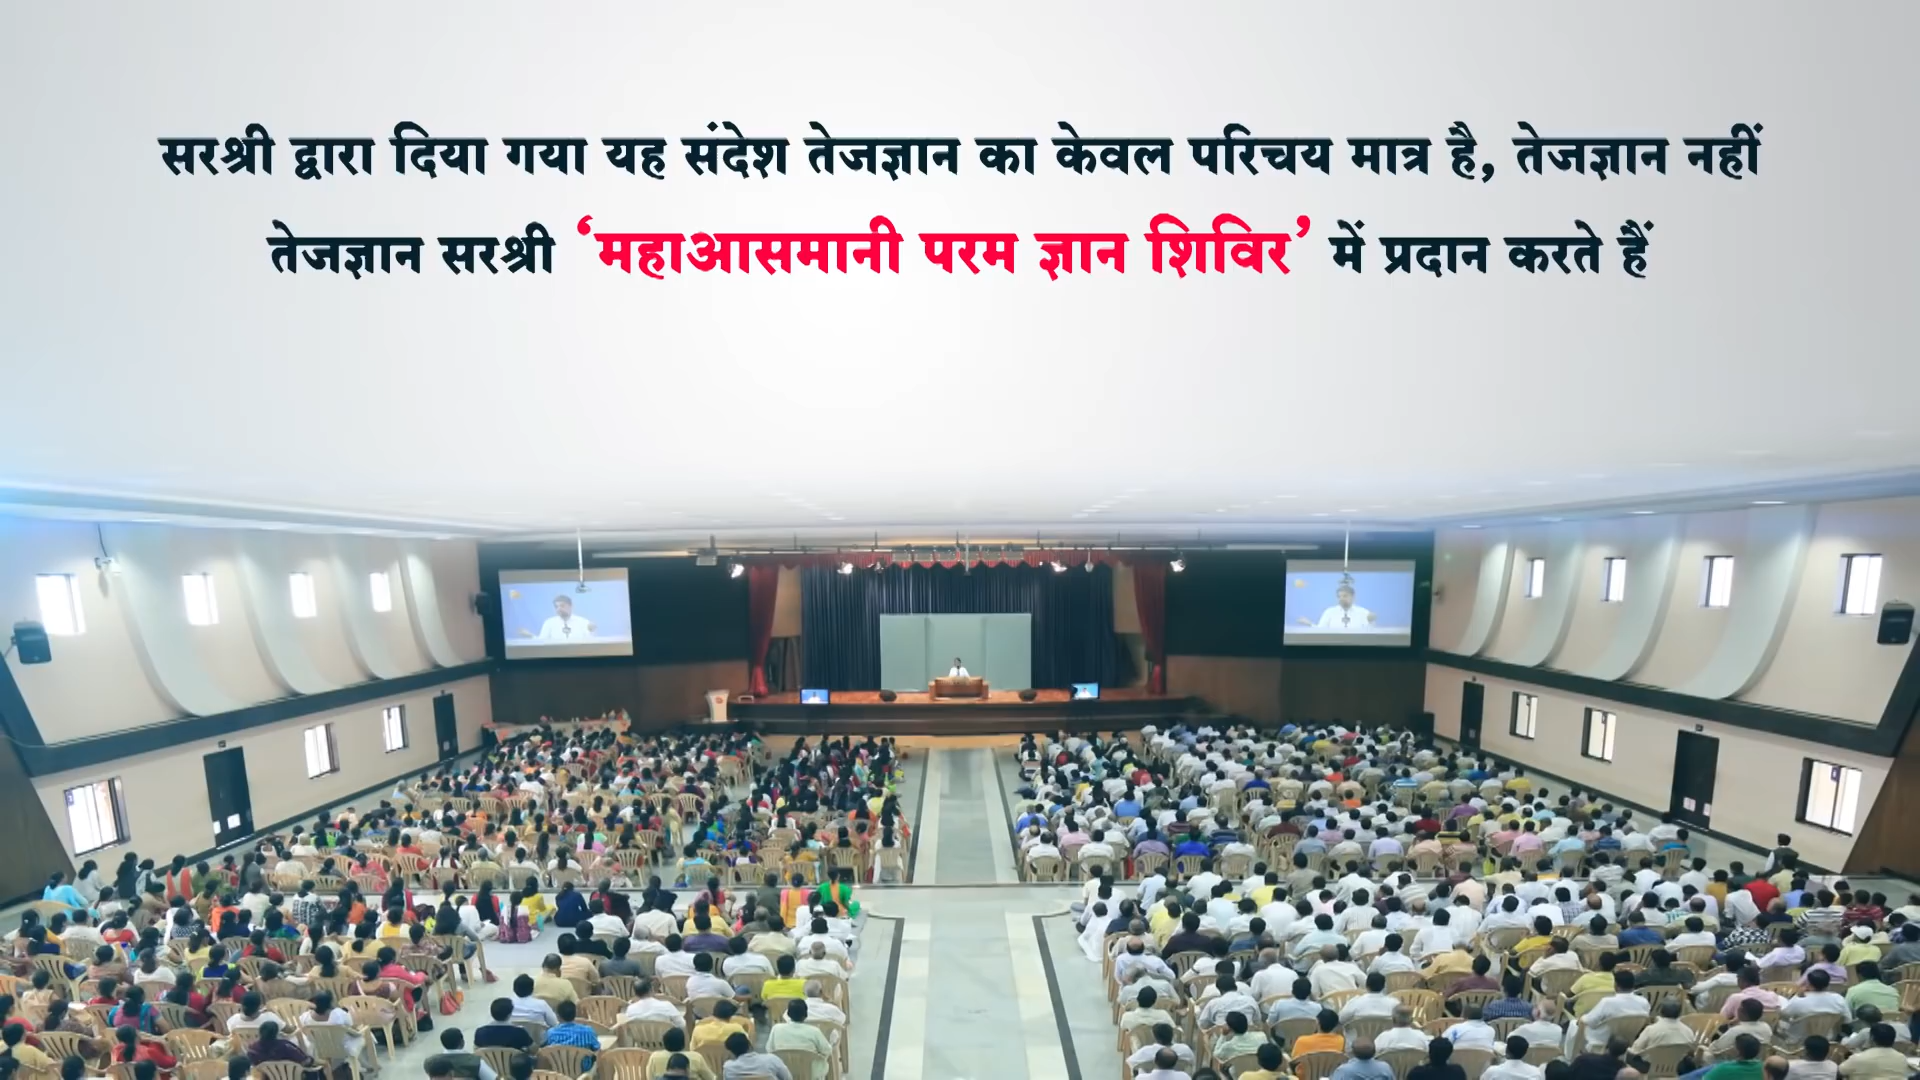 सरश्री द्वारा दिया गया यह संदेश तेजज्ञान का केवल परिचय मात्र है, तेजज्ञान नहीं
तेजज्ञान सरश्री ‘महाआसमानी परम ज्ञान शिविर’ में प्रदान करते हैं